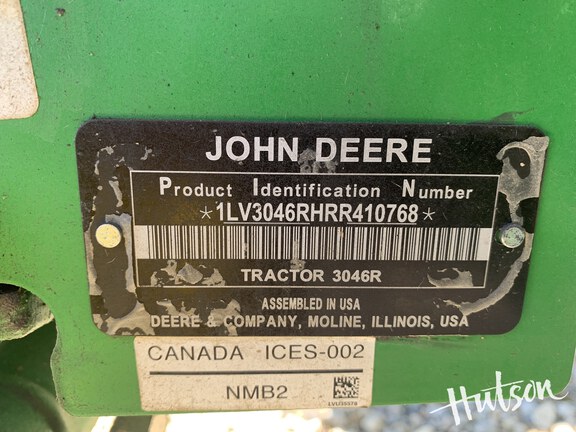 JOHN DEERE
Product Identification Number
*1LV3046RHRR410768*
TRACTOR 3046R
ASSEMBLED IN USA
DEERE & COMPANY, MOLINE, ILLINOIS, USA
CANADA ICES-002
NMB2
Hutson